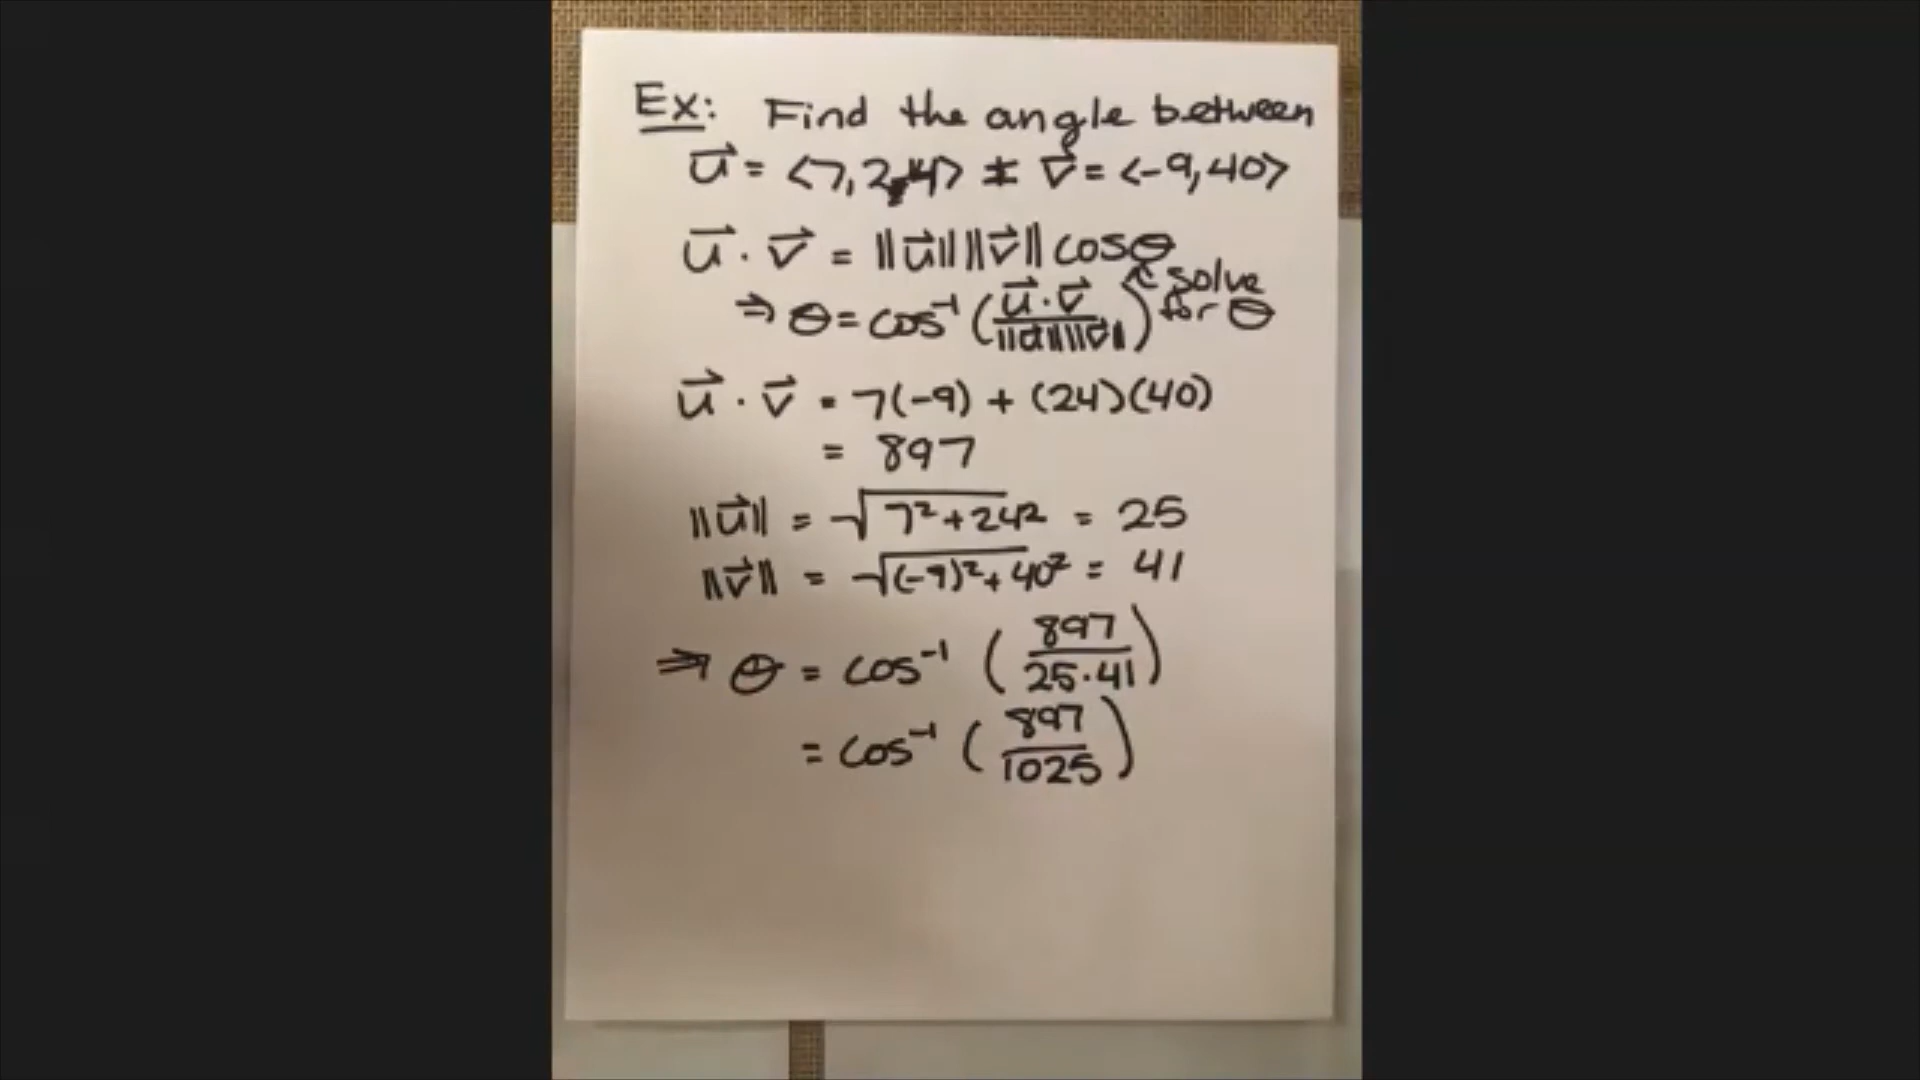 Ex: Find the angle between
u⃗ = <7, 24> & v⃗ = <-9, 40>
u⃗ · v⃗ = ||u⃗|| ||v⃗|| cosθ
↖ solve for θ
⇒ θ = cos⁻¹ (u⃗ · v⃗ / ||u⃗|| ||v⃗||)
u⃗ · v⃗ = 7(-9) + (24)(40)
= 897
||u⃗|| = √7² + 24² = 25
||v⃗|| = √(-9)² + 40² = 41
⇒ θ = cos⁻¹ (897 / 25·41)
= cos⁻¹ (897 / 1025)